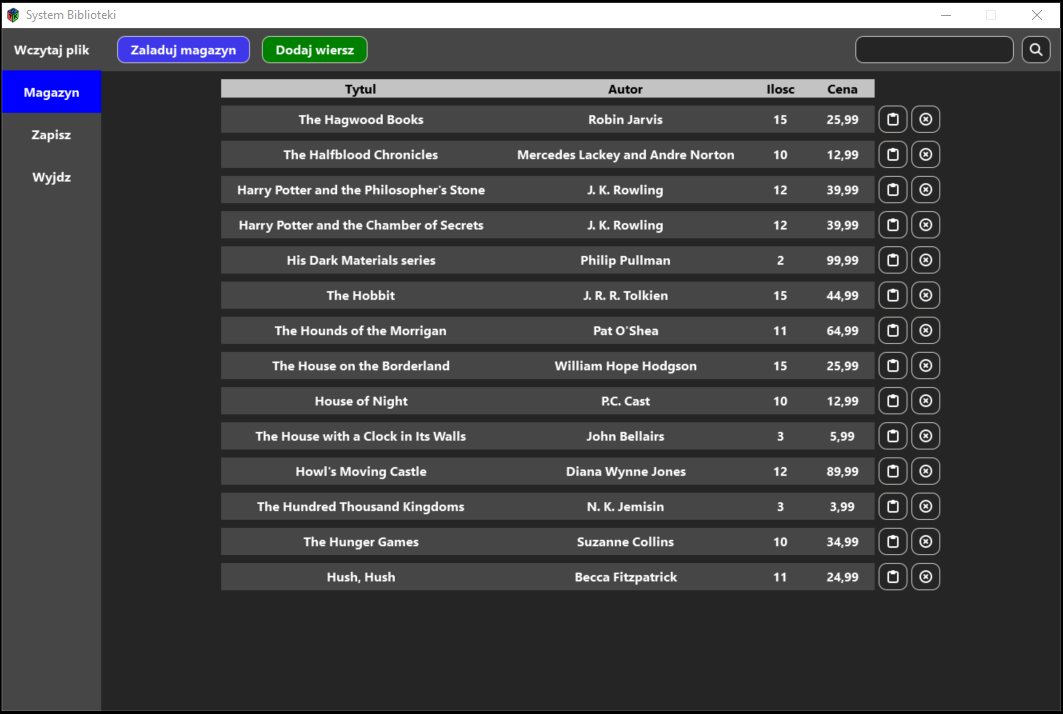 System Biblioteki
Wczytaj plik Zaladuj magazyn Dodaj wiersz
Magazyn
Zapisz
Wyjdz
Tytul Autor Ilosc Cena
The Hagwood Books Robin Jarvis 15 25,99
The Halfblood Chronicles Mercedes Lackey and Andre Norton 10 12,99
Harry Potter and the Philosopher's Stone J. K. Rowling 12 39,99
Harry Potter and the Chamber of Secrets J. K. Rowling 12 39,99
His Dark Materials series Philip Pullman 2 99,99
The Hobbit J. R. R. Tolkien 15 44,99
The Hounds of the Morrigan Pat O'Shea 11 64,99
The House on the Borderland William Hope Hodgson 15 25,99
House of Night P.C. Cast 10 12,99
The House with a Clock in Its Walls John Bellairs 3 5,99
Howl's Moving Castle Diana Wynne Jones 12 89,99
The Hundred Thousand Kingdoms N. K. Jemisin 3 3,99
The Hunger Games Suzanne Collins 10 34,99
Hush, Hush Becca Fitzpatrick 11 24,99